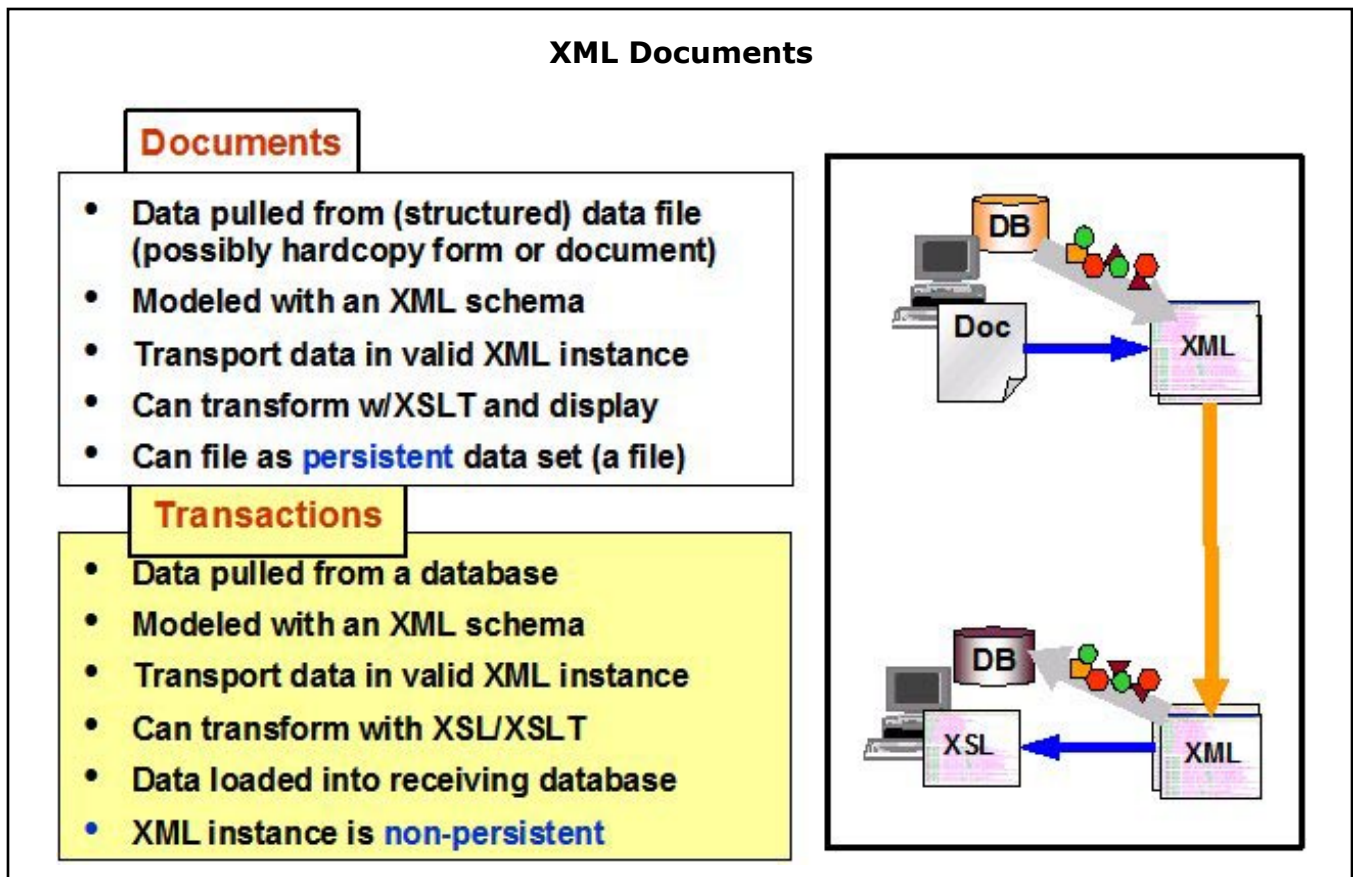 XML Documents
Documents
• Data pulled from (structured) data file
(possibly hardcopy form or document)
• Modeled with an XML schema
• Transport data in valid XML instance
• Can transform w/XSLT and display
• Can file as persistent data set (a file)
Transactions
• Data pulled from a database
• Modeled with an XML schema
• Transport data in valid XML instance
• Can transform with XSL/XSLT
• Data loaded into receiving database
• XML instance is non-persistent
DB
Doc
XML
DB
XSL
XML